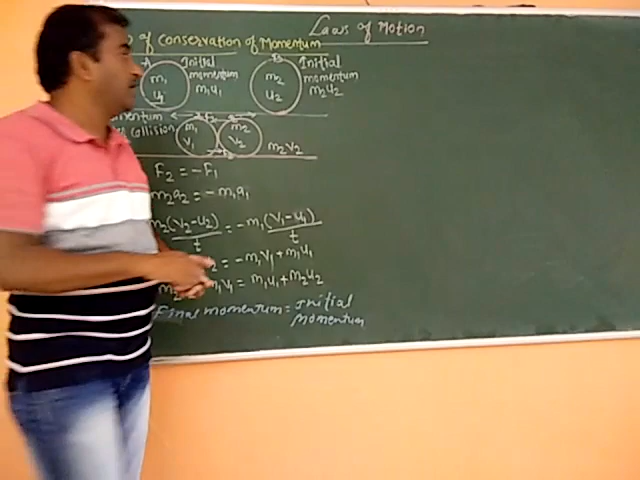 Laws of Motion
of Conservation of Momentum
A Initial momentum m₁u₁
m₁
u₁
B Initial momentum m₂u₂
m₂
u₂
Collision
m₁
v₁
m₂
v₂
m₂v₂
F₂ = -F₁
m₂a₂ = -m₁a₁
m₂(v₂-u₂)/t = -m₁(v₁-u₁)/t
= -m₁v₁+m₁u₁
m₁v₁ = m₁u₁+m₂u₂
Final momentum = Initial
Momentum